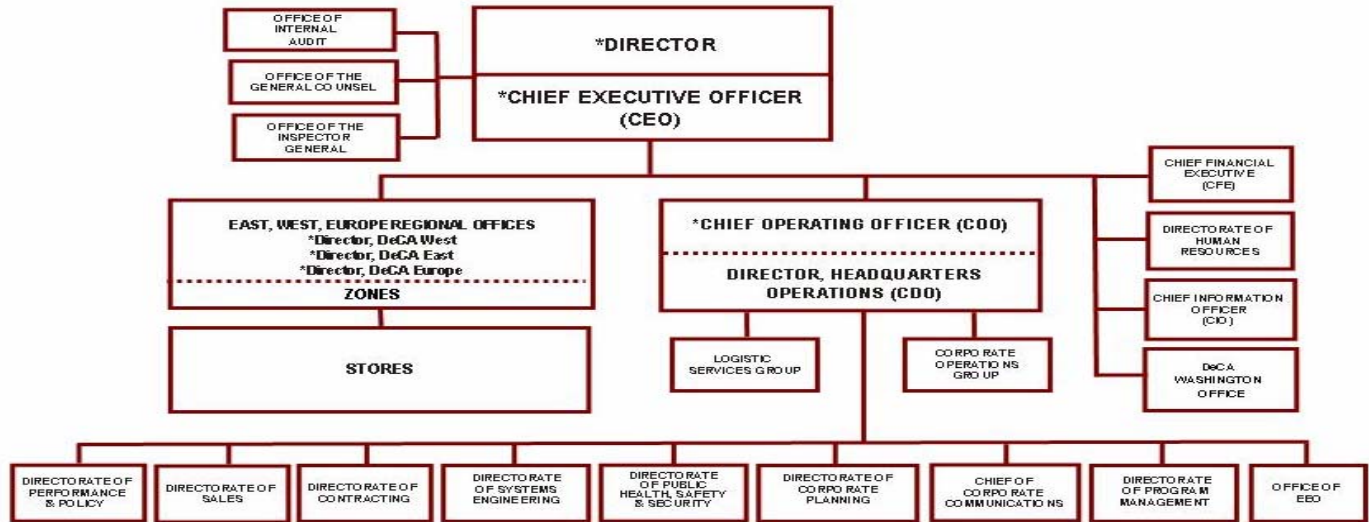 OFFICE OF
INTERNAL
AUDIT
OFFICE OF THE
GENERAL COUNSEL
OFFICE OF THE
INSPECTOR
GENERAL
*DIRECTOR
*CHIEF EXECUTIVE OFFICER
(CEO)
EAST, WEST, EUROPE REGIONAL OFFICES
*Director, DeCA West
*Director, DeCA East
*Director, DeCA Europe
ZONES
STORES
*CHIEF OPERATING OFFICER (COO)
DIRECTOR, HEADQUARTERS
OPERATIONS (CDO)
LOGISTIC
SERVICES GROUP
CORPORATE
OPERATIONS
GROUP
CHIEF FINANCIAL
EXECUTIVE
(CFE)
DIRECTORATE OF
HUMAN
RESOURCES
CHIEF INFORMATION
OFFICER
(CIO)
DeCA
WASHINGTON
OFFICE
DIRECTORATE OF
PERFORMANCE
& POLICY
DIRECTORATE OF
SALES
DIRECTORATE OF
CONTRACTING
DIRECTORATE
OF SYSTEMS
ENGINEERING
DIRECTORATE
OF PUBLIC
HEALTH, SAFETY
& SECURITY
DIRECTORATE OF
CORPORATE
PLANNING
CHIEF OF
CORPORATE
COMMUNICATIONS
DIRECTORATE
OF PROGRAM
MANAGEMENT
OFFICE OF
EEO